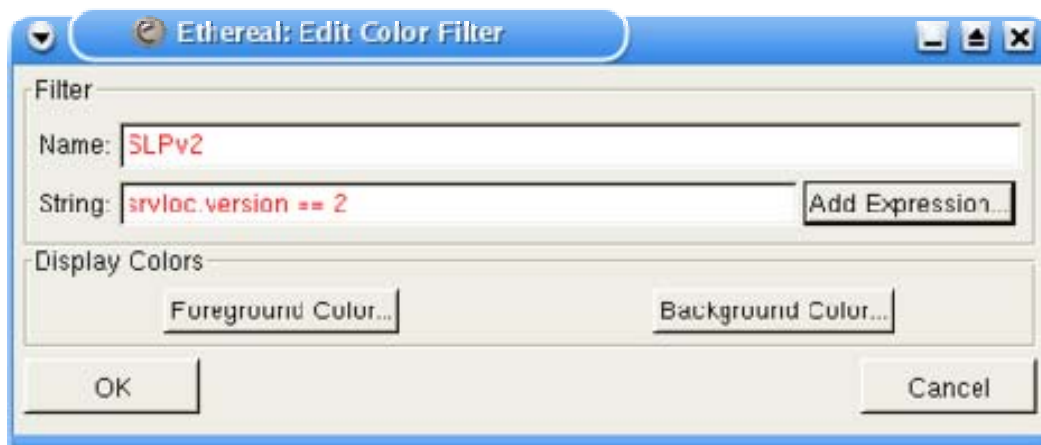 Ethereal: Edit Color Filter
Filter
Name: SLPv2
String: srvloc.version == 2 Add Expression...
Display Colors
Foreground Color... Background Color...
OK Cancel